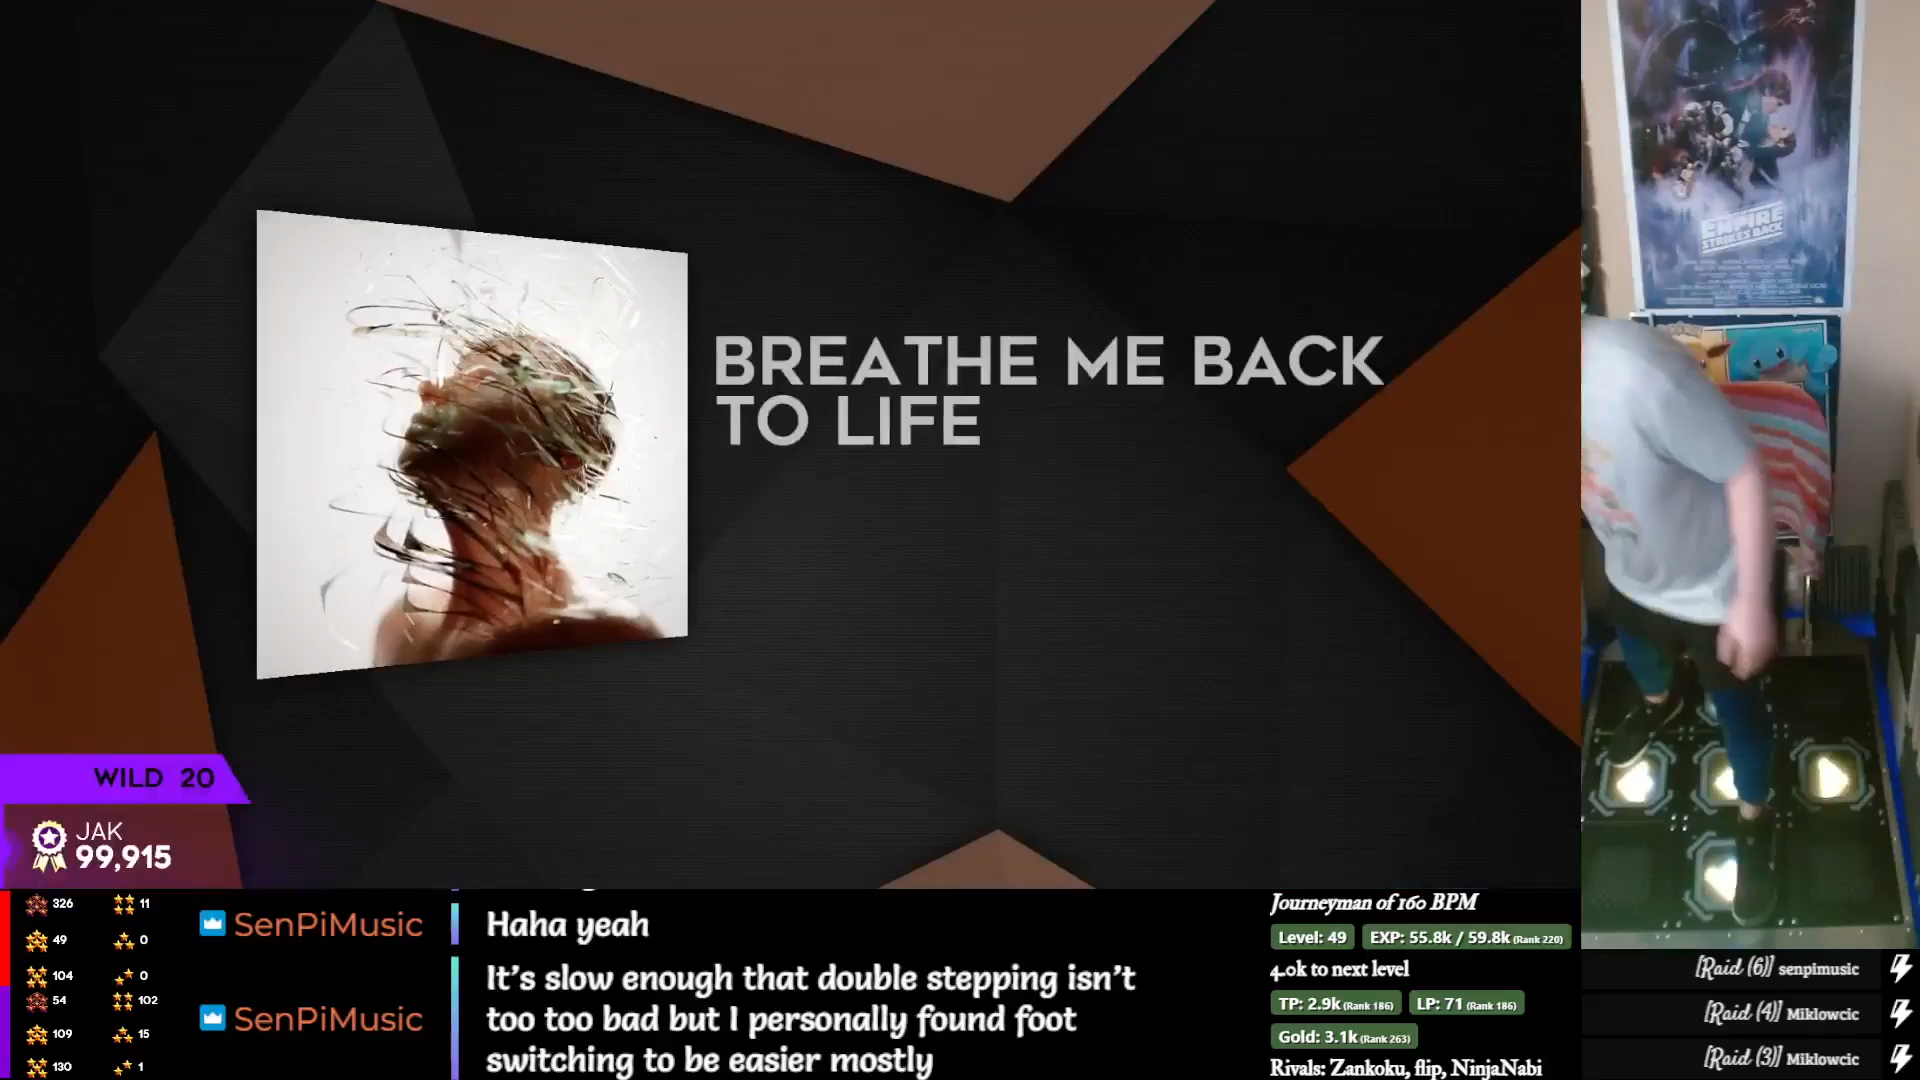 BREATHE ME BACK
TO LIFE
EMPIRE
STRIKES BACK
WILD 20
JAK
99,915
326
11
49
0
104
0
54
102
109
15
130
1
SenPiMusic
Haha yeah
SenPiMusic
It's slow enough that double stepping isn't
too too bad but I personally found foot
switching to be easier mostly
Journeyman of 160 BPM
Level: 49 EXP: 55.8k / 59.8k (Rank 220)
4.0k to next level
TP: 2.9k (Rank 186) LP: 71 (Rank 186)
Gold: 3.1k (Rank 263)
Rivals: Zankoku, flip, NinjaNabi
[Raid (6)] senpimusic
[Raid (4)] Miklowcic
[Raid (3)] Miklowcic